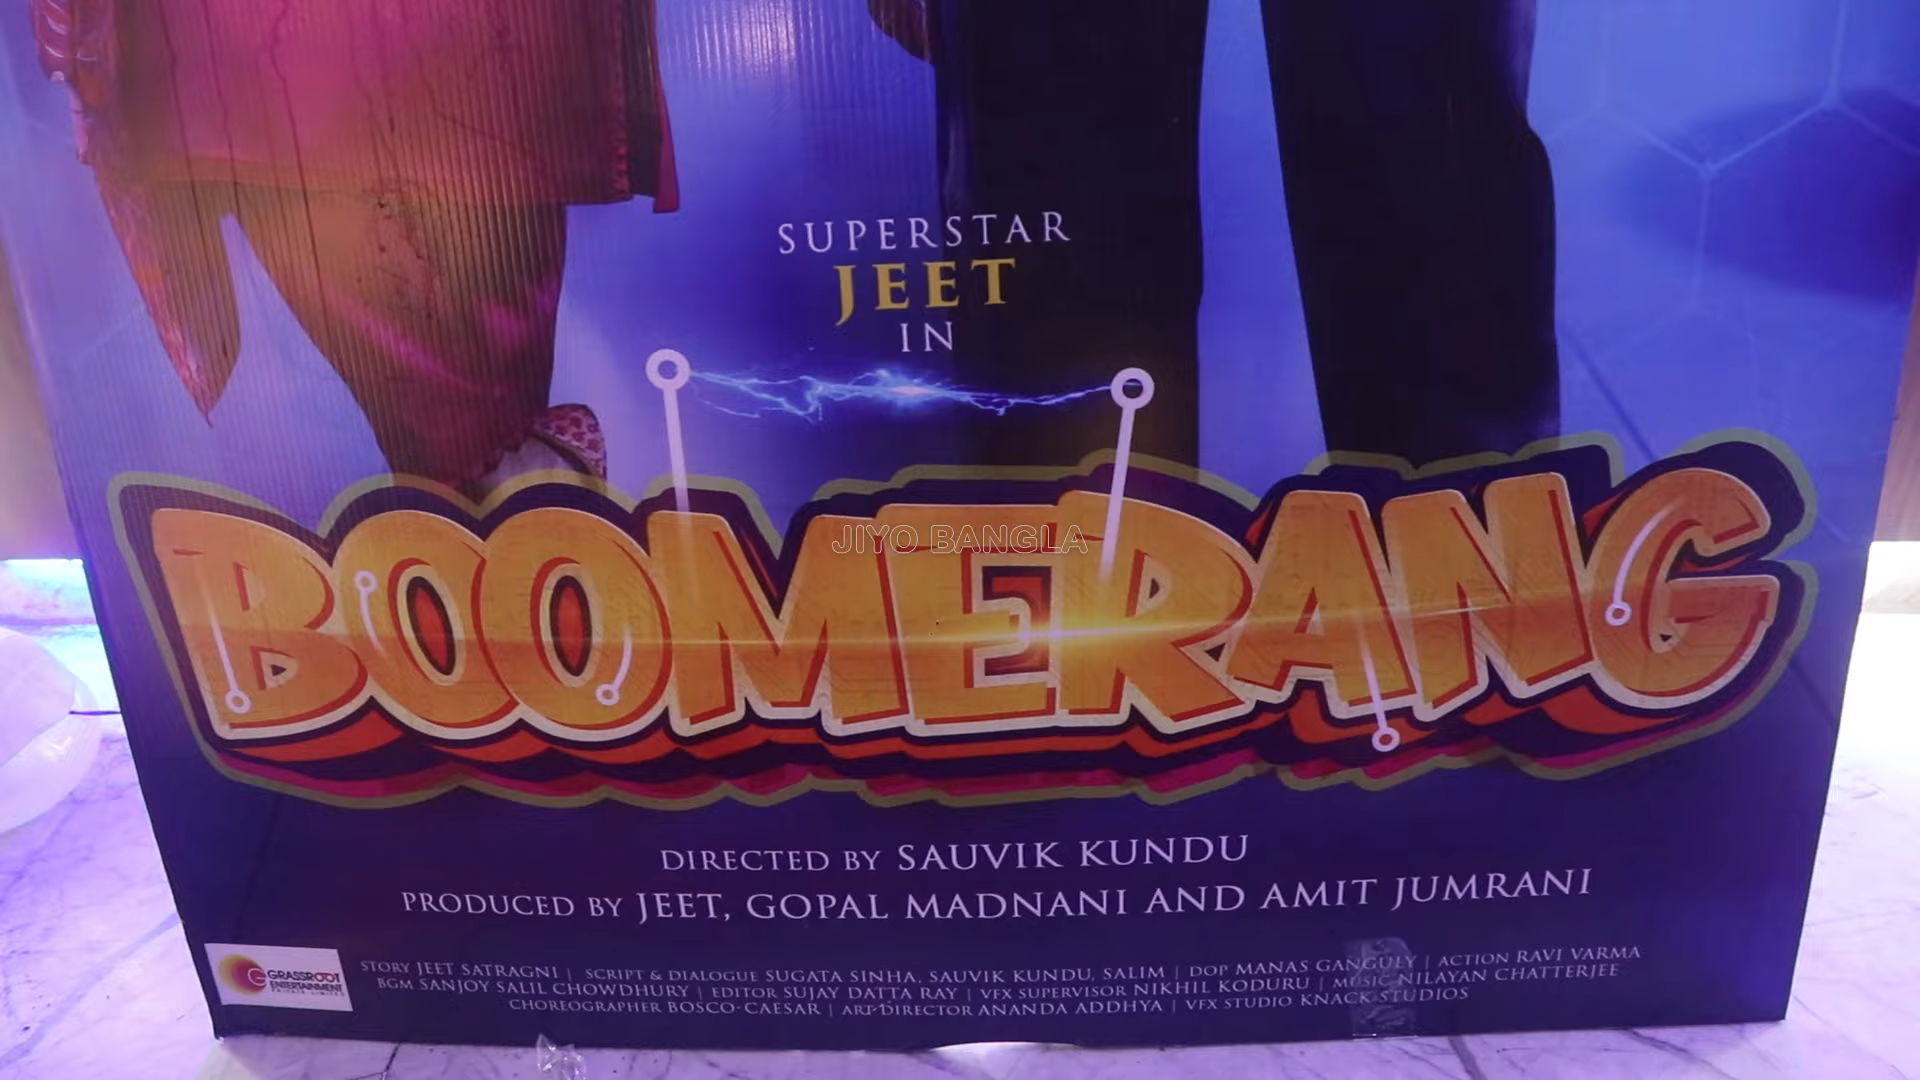 SUPERSTAR
JEET
IN
BOOMERANG
JIYO BANGLA
DIRECTED BY SAUVIK KUNDU
PRODUCED BY JEET, GOPAL MADNANI AND AMIT JUMRANI
GRASSROOT
ENTERTAINMENT
PRIVATE LIMITED
STORY JEET SATRAGNI | SCRIPT & DIALOGUE SUGATA SINHA, SAUVIK KUNDU, SALIM | DOP MANAS GANGULY | ACTION RAVI VARMA
BGM SANJOY SALIL CHOWDHURY | EDITOR SUJAY DATTA RAY | VFX SUPERVISOR NIKHIL KODURU | MUSIC NILAYAN CHATTERJEE
CHOREOGRAPHER BOSCO-CAESAR | ART DIRECTOR ANANDA ADDHYA | VFX STUDIO KNACK STUDIOS